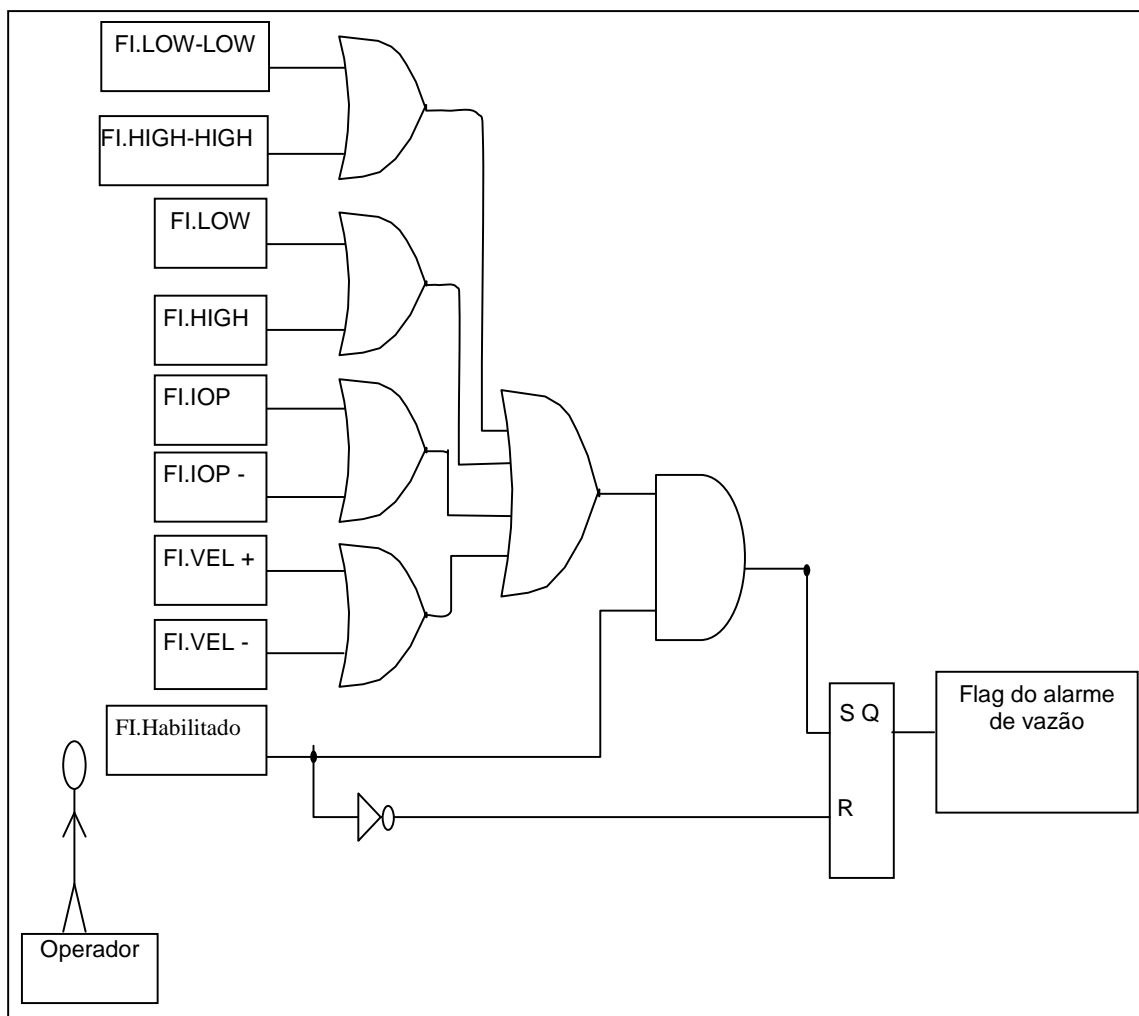 FI.LOW-LOW
FI.HIGH-HIGH
FI.LOW
FI.HIGH
FI.IOP
FI.IOP -
FI.VEL +
FI.VEL -
FI.Habilitado
S Q
R
Flag do alarme
de vazão
Operador